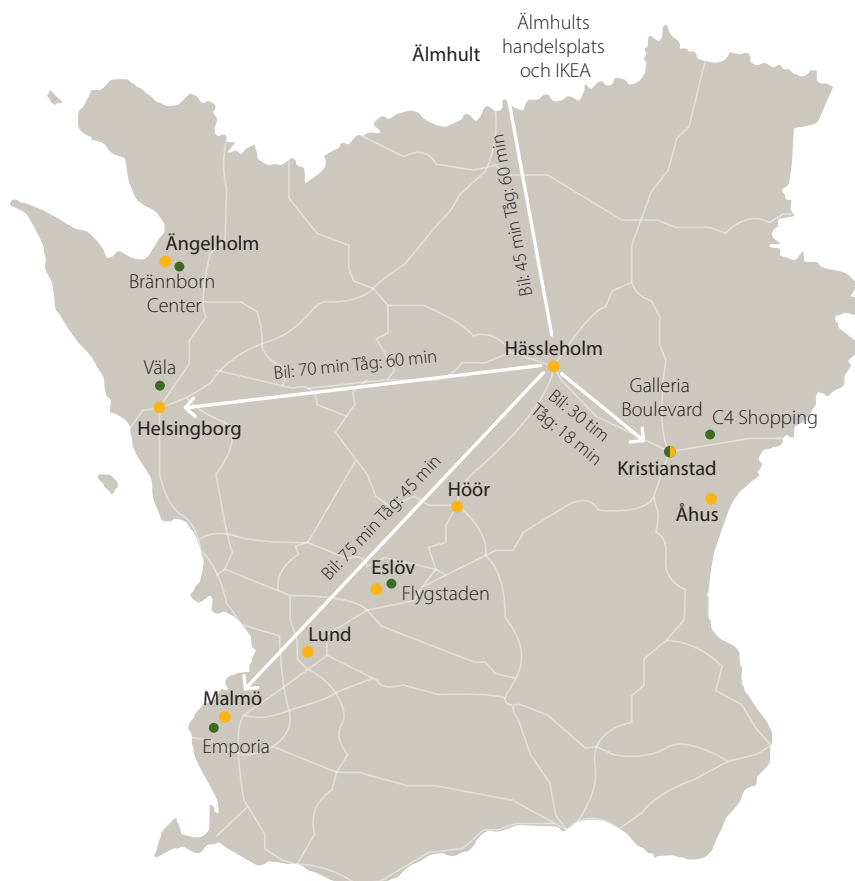 Älmhult
Älmhults
handelsplats
och IKEA
Bil: 45 min Tåg: 60 min
Ängelholm
Brännborn
Center
Hässleholm
Väla
Bil: 70 min Tåg: 60 min
Helsingborg
Galleria
Boulevard
C4 Shopping
Bil: 30 tim
Tåg: 18 min
Kristianstad
Åhus
Bil: 75 min Tåg: 45 min
Höör
Eslöv
Flygstaden
Lund
Malmö
Emporia